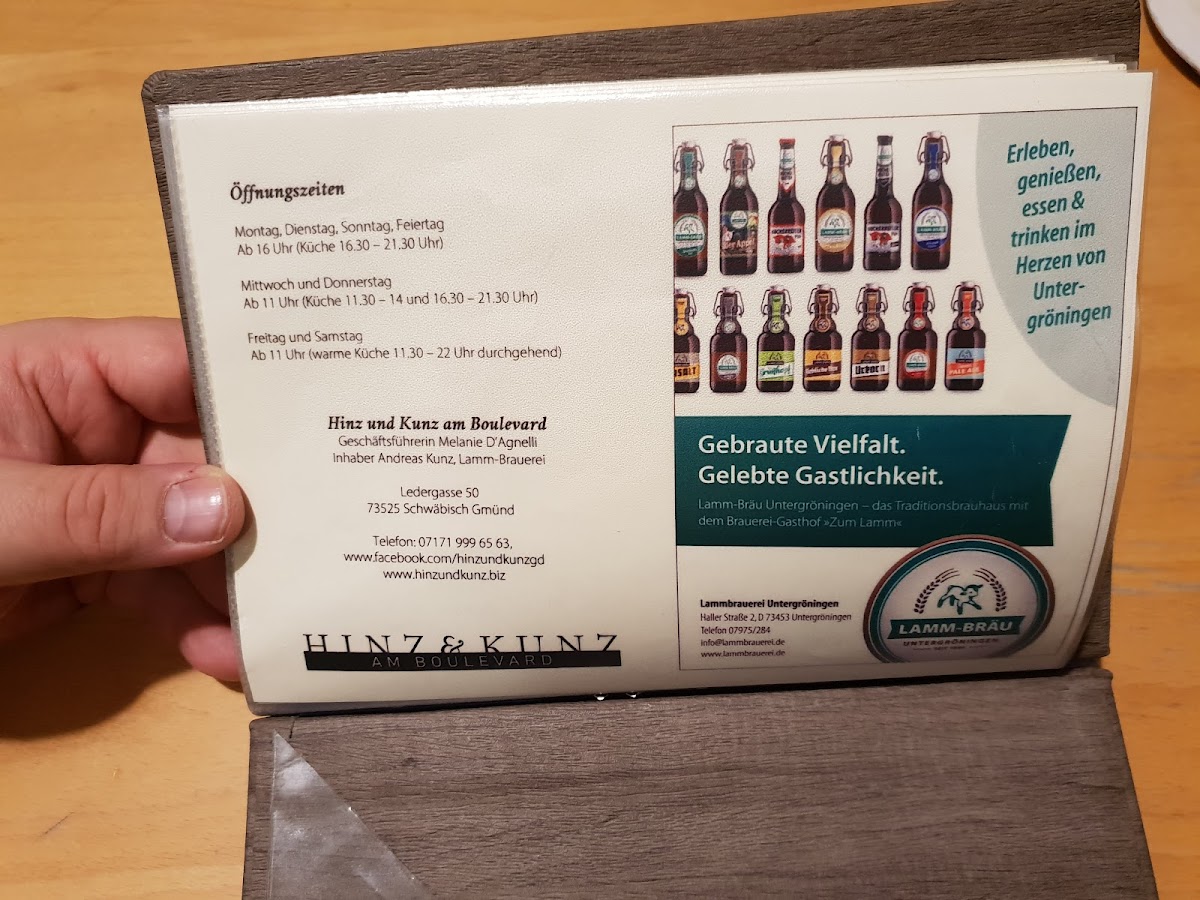 Öffnungszeiten
Montag, Dienstag, Sonntag, Feiertag
Ab 16 Uhr (Küche 16.30 – 21.30 Uhr)
Mittwoch und Donnerstag
Ab 11 Uhr (Küche 11.30 – 14 und 16.30 – 21.30 Uhr)
Freitag und Samstag
Ab 11 Uhr (warme Küche 11.30 – 22 Uhr durchgehend)
Hinz und Kunz am Boulevard
Geschäftsführerin Melanie D'Agnelli
Inhaber Andreas Kunz, Lamm-Brauerei
Ledergasse 50
73525 Schwäbisch Gmünd
Telefon: 07171 999 65 63,
www.facebook.com/hinzundkunzgd
www.hinzundkunz.biz
HINZ & KUNZ
AM BOULEVARD
Erleben,
genießen,
essen &
trinken im
Herzen von
Unter-
gröningen
PALE ALE
Gebraute Vielfalt.
Gelebte Gastlichkeit.
Lamm-Bräu Untergröningen – das Traditionsbrauhaus mit
dem Brauerei-Gasthof »Zum Lamm«
Lammbrauerei Untergröningen
Haller Straße 2, D 73453 Untergröningen
Telefon 07975/284
info@lammbrauerei.de
www.lammbrauerei.de
LAMM-BRÄU
UNTERGRÖNINGEN